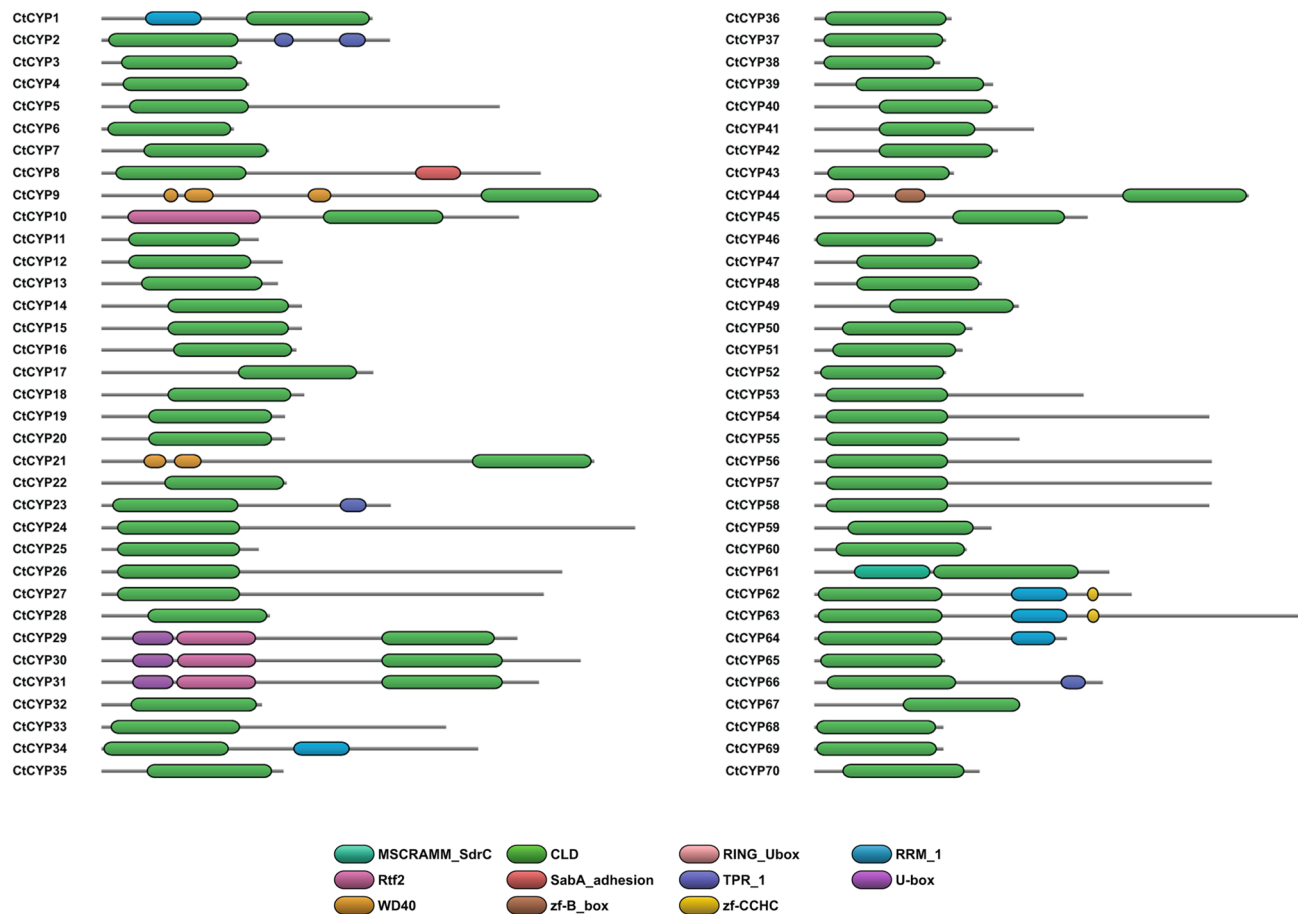 CtCYP1
CtCYP2
CtCYP3
CtCYP4
CtCYP5
CtCYP6
CtCYP7
CtCYP8
CtCYP9
CtCYP10
CtCYP11
CtCYP12
CtCYP13
CtCYP14
CtCYP15
CtCYP16
CtCYP17
CtCYP18
CtCYP19
CtCYP20
CtCYP21
CtCYP22
CtCYP23
CtCYP24
CtCYP25
CtCYP26
CtCYP27
CtCYP28
CtCYP29
CtCYP30
CtCYP31
CtCYP32
CtCYP33
CtCYP34
CtCYP35
CtCYP36
CtCYP37
CtCYP38
CtCYP39
CtCYP40
CtCYP41
CtCYP42
CtCYP43
CtCYP44
CtCYP45
CtCYP46
CtCYP47
CtCYP48
CtCYP49
CtCYP50
CtCYP51
CtCYP52
CtCYP53
CtCYP54
CtCYP55
CtCYP56
CtCYP57
CtCYP58
CtCYP59
CtCYP60
CtCYP61
CtCYP62
CtCYP63
CtCYP64
CtCYP65
CtCYP66
CtCYP67
CtCYP68
CtCYP69
CtCYP70
MSCRAMM_SdrC CLD RING_Ubox RRM_1
Rtf2 SabA_adhesion TPR_1 U-box
WD40 zf-B_box zf-CCHC